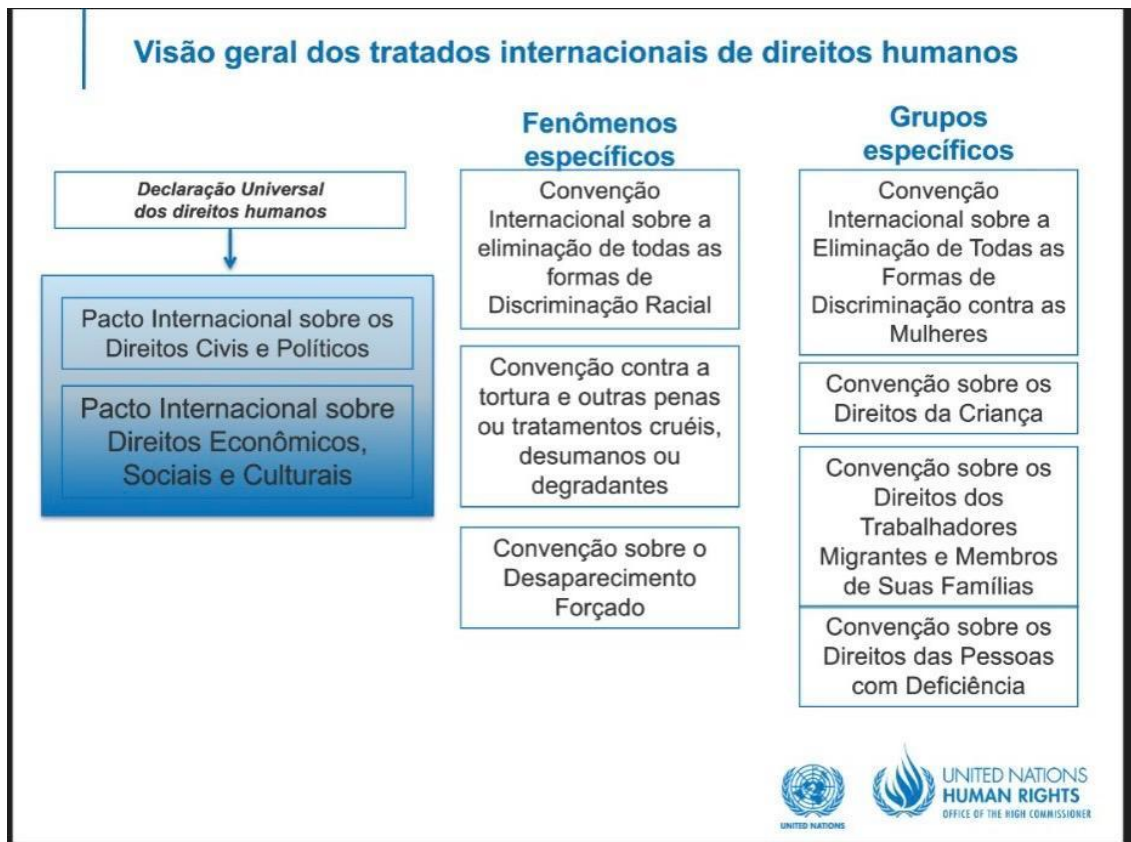 Visão geral dos tratados internacionais de direitos humanos
Declaração Universal
dos direitos humanos
Pacto Internacional sobre os
Direitos Civis e Políticos
Pacto Internacional sobre
Direitos Econômicos,
Sociais e Culturais
Fenômenos
específicos
Convenção
Internacional sobre a
eliminação de todas as
formas de
Discriminação Racial
Convenção contra a
tortura e outras penas
ou tratamentos cruéis,
desumanos ou
degradantes
Convenção sobre o
Desaparecimento
Forçado
Grupos
específicos
Convenção
Internacional sobre a
Eliminação de Todas as
Formas de
Discriminação contra as
Mulheres
Convenção sobre os
Direitos da Criança
Convenção sobre os
Direitos dos
Trabalhadores
Migrantes e Membros
de Suas Famílias
Convenção sobre os
Direitos das Pessoas
com Deficiência
UNITED NATIONS
UNITED NATIONS
HUMAN RIGHTS
OFFICE OF THE HIGH COMMISSIONER